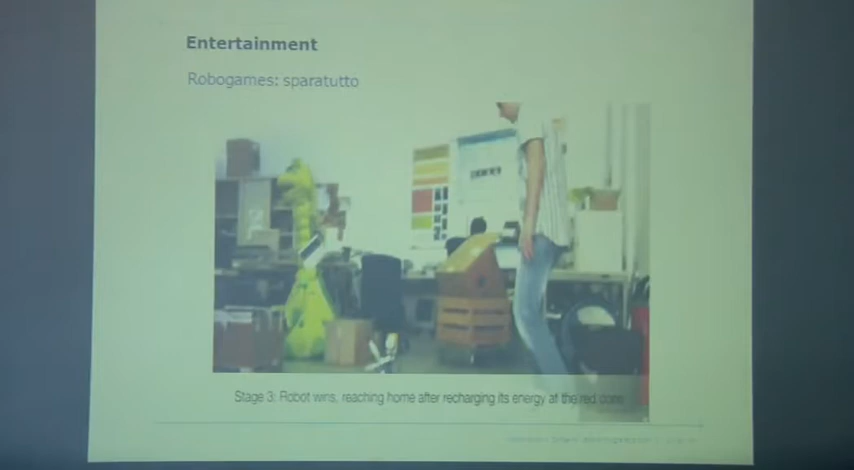 Entertainment
Robogames: sparatutto
Stage 3: Robot wins, reaching home after recharging its energy at the red cone